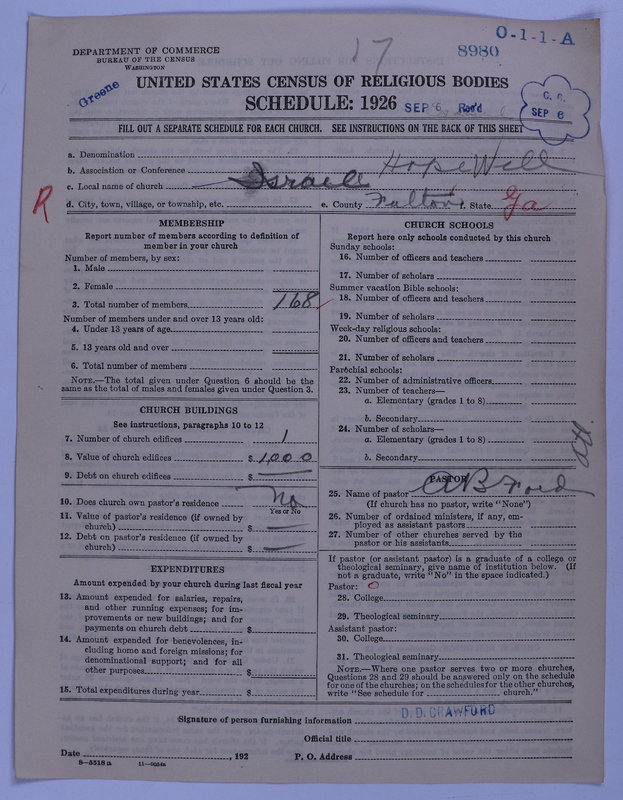 17
O-1-1-A
8980
DEPARTMENT OF COMMERCE
BUREAU OF THE CENSUS
WASHINGTON
Greene
UNITED STATES CENSUS OF RELIGIOUS BODIES
SCHEDULE: 1926 SEP 6 Rec'd
C. G.
SEP 6
FILL OUT A SEPARATE SCHEDULE FOR EACH CHURCH. SEE INSTRUCTIONS ON THE BACK OF THIS SHEET
a. Denomination
b. Association or Conference Hopewell
c. Local name of church Israell
R
d. City, town, village, or township, etc. e. County Fulton f. State Ga
MEMBERSHIP
Report number of members according to definition of
member in your church
Number of members, by sex:
1. Male
2. Female
3. Total number of members 168
Number of members under and over 13 years old:
4. Under 13 years of age
5. 13 years old and over
6. Total number of members
NOTE.—The total given under Question 6 should be the
same as the total of males and females given under Question 3.
CHURCH BUILDINGS
See instructions, paragraphs 10 to 12
7. Number of church edifices 1
8. Value of church edifices $ 1,000
9. Debt on church edifices $
10. Does church own pastor's residence No
Yes or No
11. Value of pastor's residence (if owned by
church) $
12. Debt on pastor's residence (if owned by
church) $
EXPENDITURES
Amount expended by your church during last fiscal year
13. Amount expended for salaries, repairs,
and other running expenses; for im-
provements or new buildings; and for
payments on church debt $
14. Amount expended for benevolences, in-
cluding home and foreign missions; for
denominational support; and for all
other purposes $
15. Total expenditures during year $
CHURCH SCHOOLS
Report here only schools conducted by this church
Sunday schools:
16. Number of officers and teachers
17. Number of scholars
Summer vacation Bible schools:
18. Number of officers and teachers
19. Number of scholars
Week-day religious schools:
20. Number of officers and teachers
21. Number of scholars
Parochial schools:
22. Number of administrative officers
23. Number of teachers—
a. Elementary (grades 1 to 8)
b. Secondary
24. Number of scholars—
a. Elementary (grades 1 to 8)
b. Secondary
PASTOR
25. Name of pastor A B Ford
(If church has no pastor, write "None")
26. Number of ordained ministers, if any, em-
ployed as assistant pastors
27. Number of other churches served by the
pastor or his assistants
If pastor (or assistant pastor) is a graduate of a college or
theological seminary, give name of institution below. (If
not a graduate, write "No" in the space indicated.)
Pastor: 0
28. College
29. Theological seminary
Assistant pastor:
30. College
31. Theological seminary
NOTE.—Where one pastor serves two or more churches,
Questions 28 and 29 should be answered only on the schedule
for one of the churches; on the schedules for the other churches,
write "See schedule for church."
Signature of person furnishing information D. D. CRAWFORD
Official title
Date , 192 P. O. Address
8—5518 a